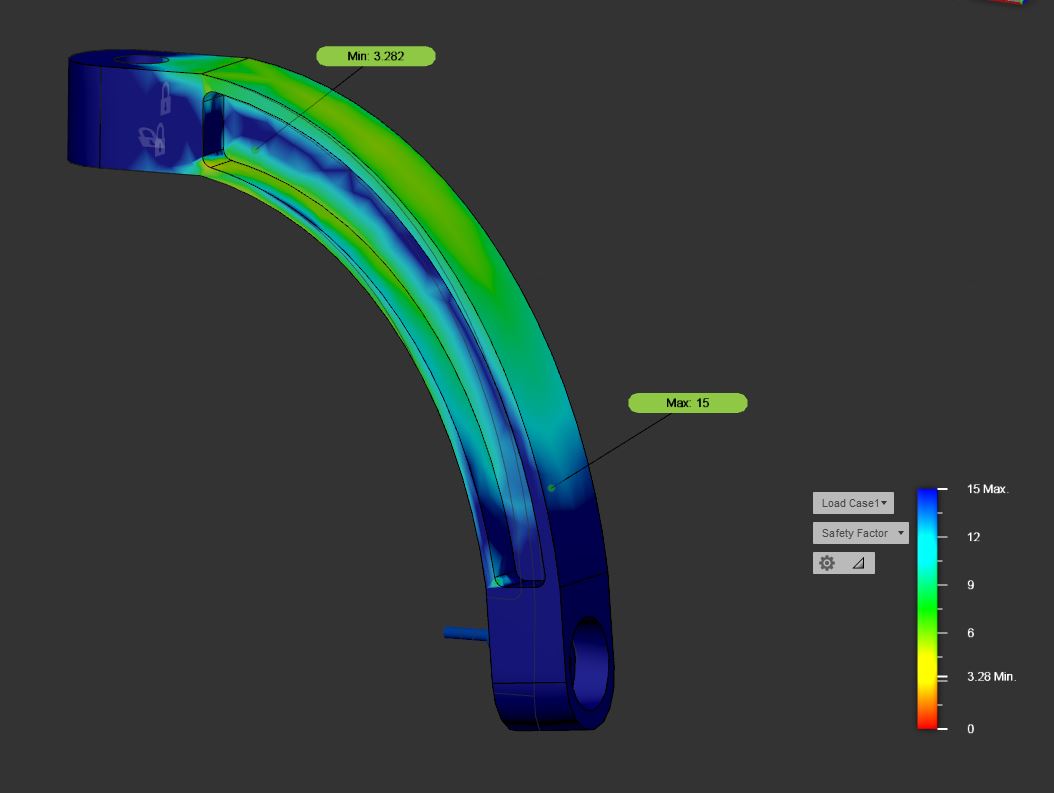 Min: 3.282
Max: 15
Load Case1
15 Max.
Safety Factor
12
9
6
3.28 Min.
0